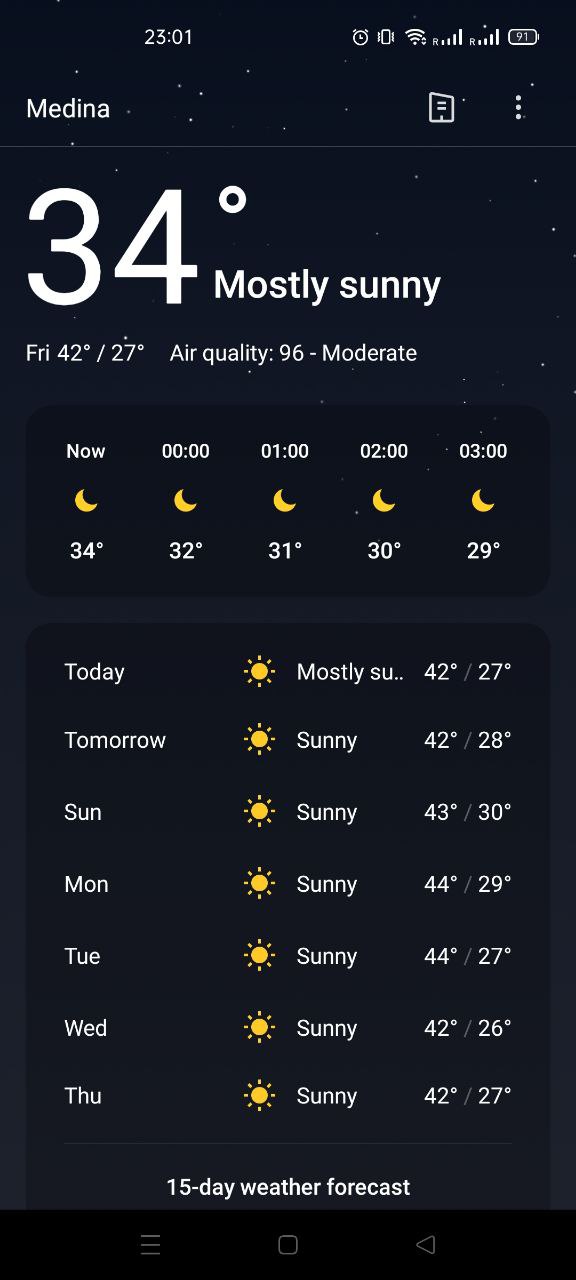 23:01 R R 91
Medina
34°
Mostly sunny
Fri 42° / 27° Air quality: 96 - Moderate
Now 00:00 01:00 02:00 03:00
34° 32° 31° 30° 29°
Today Mostly su.. 42° / 27°
Tomorrow Sunny 42° / 28°
Sun Sunny 43° / 30°
Mon Sunny 44° / 29°
Tue Sunny 44° / 27°
Wed Sunny 42° / 26°
Thu Sunny 42° / 27°
15-day weather forecast